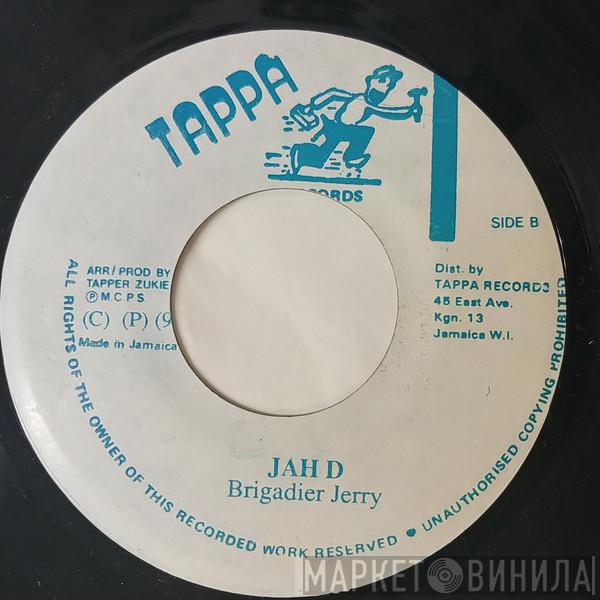 TAPPA
RECORDS
SIDE B
ARR / PROD BY
TAPPER ZUKIE
Ⓟ M.C P S
(C) (P) (9
Made in Jamaica
Dist. by
TAPPA RECORDS
45 East Ave.
Kgn. 13
Jamaica W.I.
JAH D
Brigadier Jerry
ALL RIGHTS OF THE OWNER OF THIS RECORDED WORK RESERVED • UNAUTHORISED COPYING PROHIBITED
МАРКЕТ ВИНИЛА